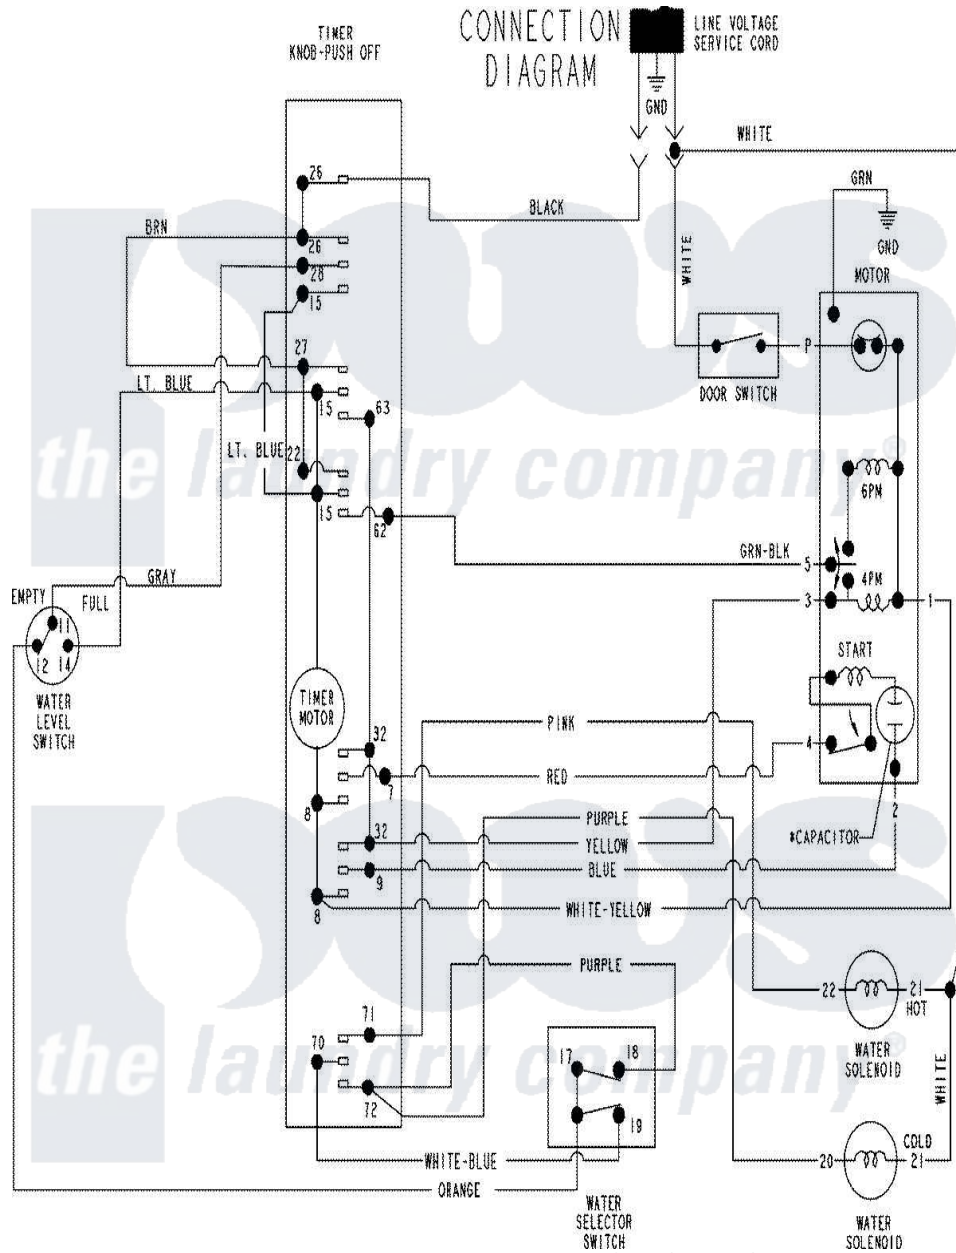 CONNECTION
DIAGRAM
TIMER
KNOB-PUSH OFF
LINE VOLTAGE
SERVICE CORD
GND
WHITE
26
BLACK
GRN
GND
BRN
26
28
15
WHITE
MOTOR
27
LT. BLUE
15
63
P
DOOR SWITCH
LT. BLUE
22
15
62
6PM
the laundry company®
GRN-BLK
5
4PM
GRAY
EMPTY
FULL
3
1
11
12
14
WATER
LEVEL
SWITCH
START
TIMER
MOTOR
PINK
32
4
RED
7
8
PURPLE
2
32
YELLOW
*CAPACITOR
BLUE
9
8
WHITE-YELLOW
PURPLE
22
21
HOT
71
70
17
18
WATER
SOLENOID
the laundry company®
72
19
WHITE
WHITE-BLUE
20
COLD
21
ORANGE
WATER
SELECTOR
SWITCH
WATER
SOLENOID